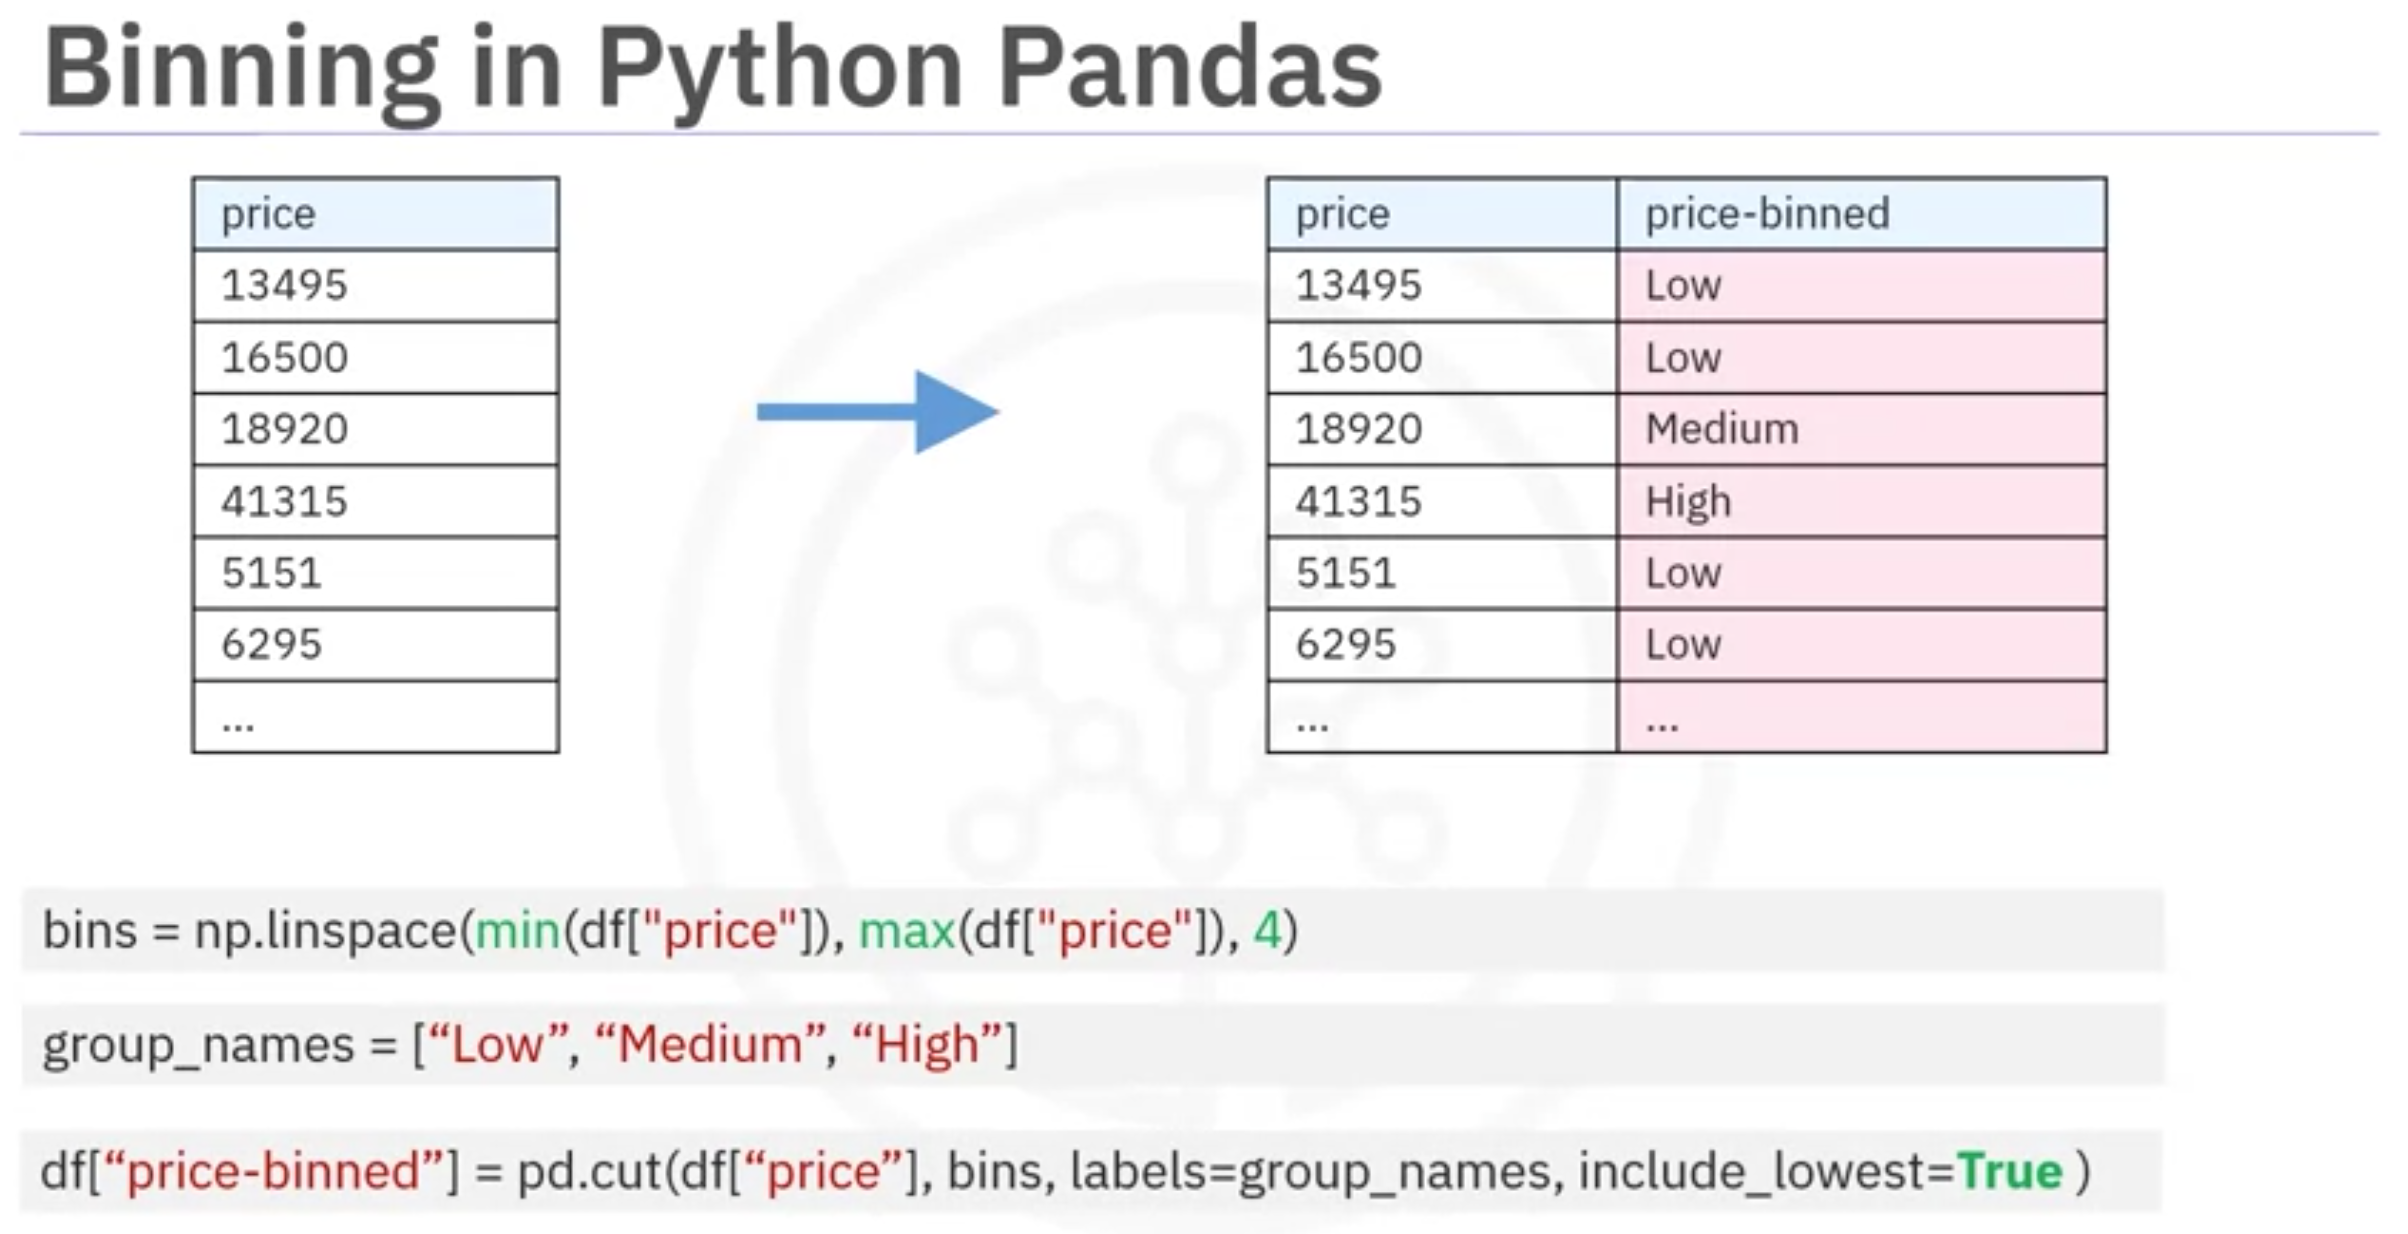 Binning in Python Pandas
price
13495
16500
18920
41315
5151
6295
...
price price-binned
13495 Low
16500 Low
18920 Medium
41315 High
5151 Low
6295 Low
... ...
bins = np.linspace(min(df["price"]), max(df["price"]), 4)
group_names = [“Low”, “Medium”, “High”]
df[“price-binned”] = pd.cut(df[“price”], bins, labels=group_names, include_lowest=True )